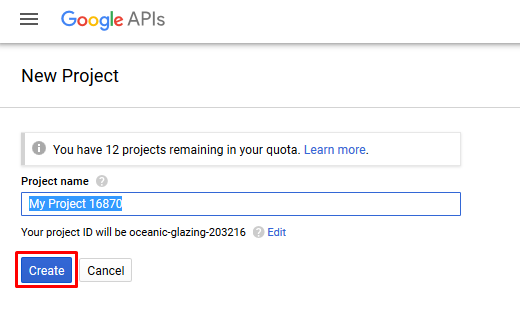 Google APIs
New Project
You have 12 projects remaining in your quota. Learn more.
Project name
My Project 16870
Your project ID will be oceanic-glazing-203216 Edit
Create Cancel